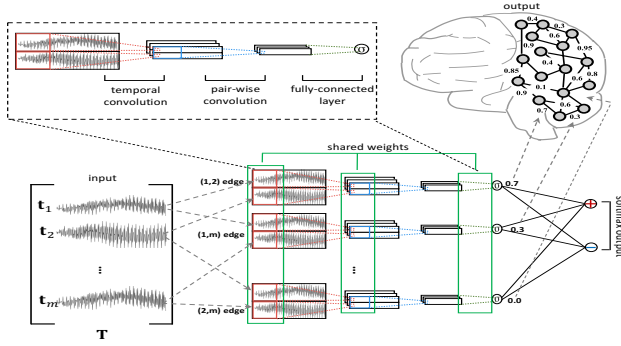 output
0.4
0.3
0.6
0.9
0.95
0.6
0.4
0.85
0.8
0.1
0.9
0.6
0.6
0.7
0.3
ω
temporal
convolution
pair-wise
convolution
fully-connected
layer
shared weights
input
(1,2) edge
0.7
t1
t2
(1,m) edge
0.3
...
...
tm
(2,m) edge
0.0
T
+
−
softmax output